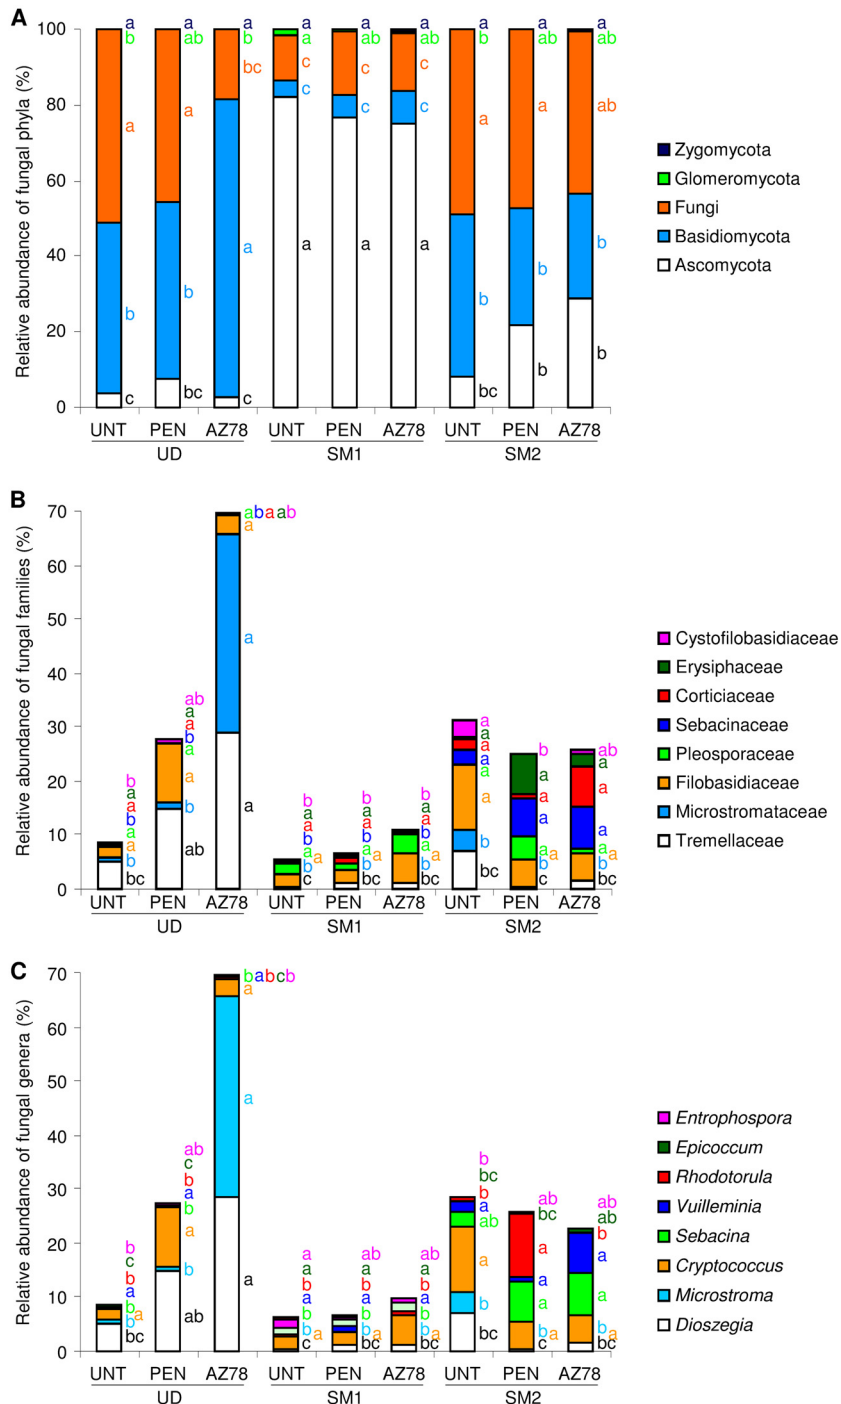 A
Relative abundance of fungal phyla (%)
100
80
60
40
20
0
a
b
a
b
c
a
ab
a
b
bc
a
b
bc
a
c
a
a
c
c
a
a
ab
c
c
a
a
ab
c
c
a
a
b
a
b
bc
a
ab
a
b
b
a
ab
ab
b
b
UNT PEN AZ78 UNT PEN AZ78 UNT PEN AZ78
UD SM1 SM2
Zygomycota
Glomeromycota
Fungi
Basidiomycota
Ascomycota
B
Relative abundance of fungal families (%)
70
60
50
40
30
20
10
0
b
a
a
b
a
a
b
bc
ab
a
a
b
a
a
b
ab
abaab
a
a
a
b
a
a
b
a
a
b
c
b
a
a
b
a
a
b
bc
b
a
a
b
a
a
b
bc
a
a
a
a
a
a
b
bc
b
a
a
a
a
a
b
c
ab
a
a
a
a
a
b
bc
UNT PEN AZ78 UNT PEN AZ78 UNT PEN AZ78
UD SM1 SM2
Cystofilobasidiaceae
Erysiphaceae
Corticiaceae
Sebacinaceae
Pleosporaceae
Filobasidiaceae
Microstromataceae
Tremellaceae
C
Relative abundance of fungal genera (%)
70
60
50
40
30
20
10
0
b
c
b
a
b
a
b
bc
ab
c
b
a
b
a
b
ab
babcb
a
a
a
a
a
b
a
b
b
a
c
ab
a
b
a
b
b
a
bc
ab
a
b
a
b
b
a
bc
b
bc
b
a
ab
a
b
bc
ab
bc
a
a
a
b
a
c
ab
ab
b
a
a
b
a
bc
UNT PEN AZ78 UNT PEN AZ78 UNT PEN AZ78
UD SM1 SM2
Entrophospora
Epicoccum
Rhodotorula
Vuilleminia
Sebacina
Cryptococcus
Microstroma
Dioszegia